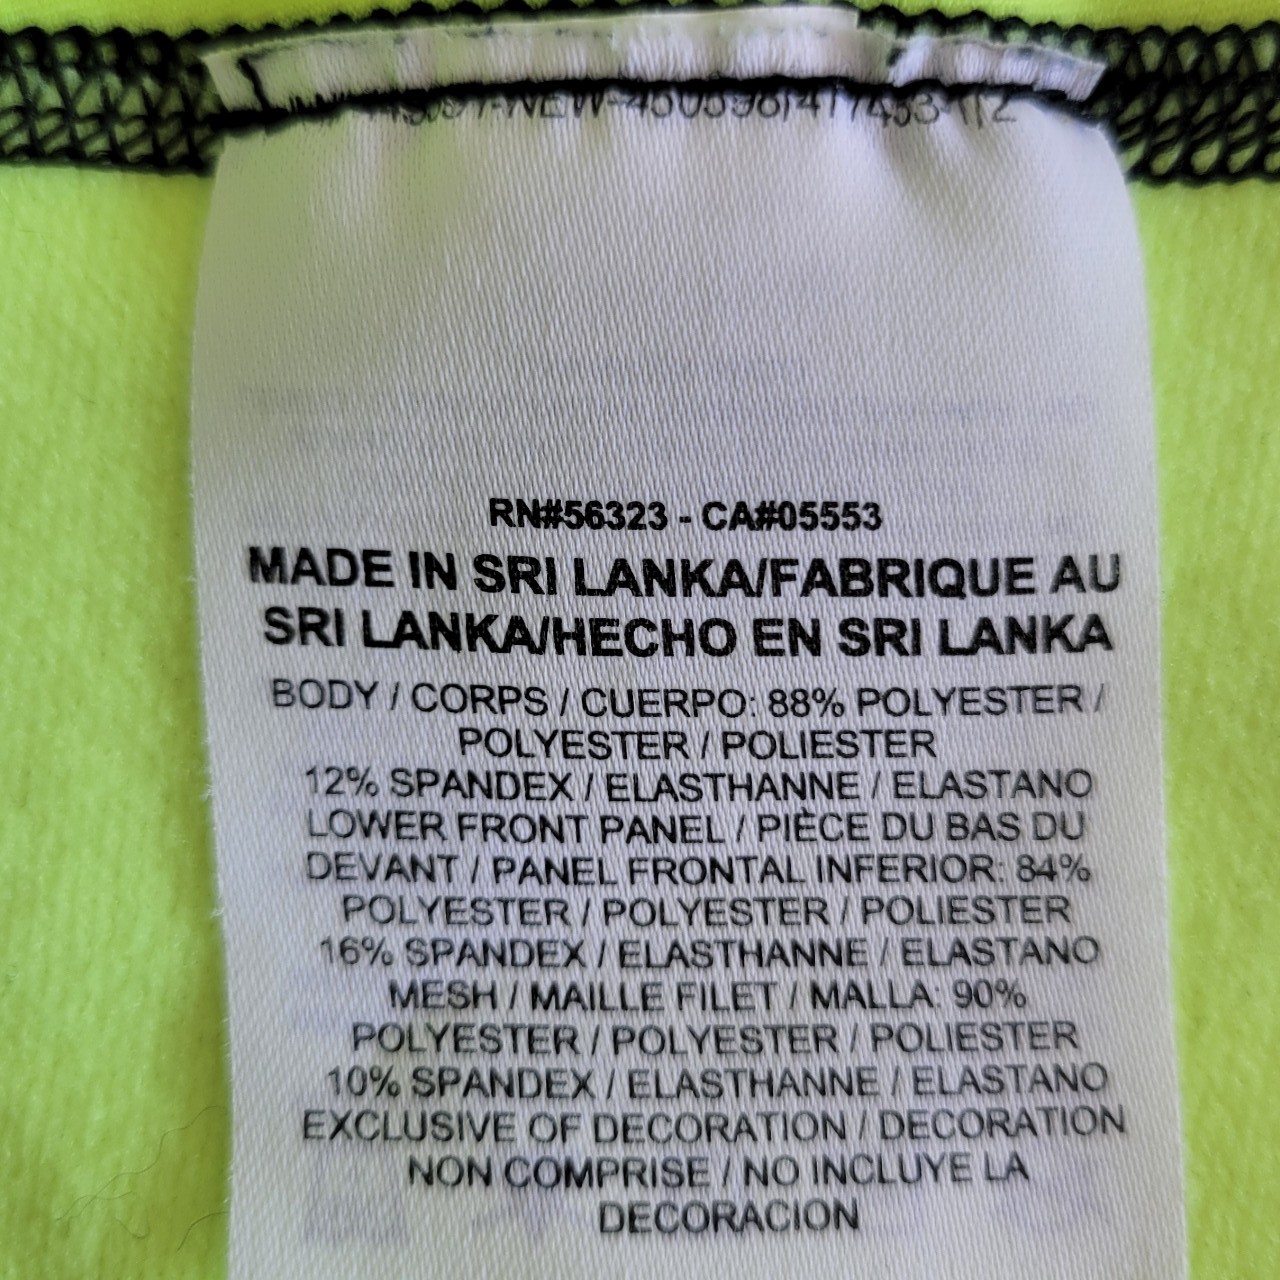 RN#56323 - CA#05553
MADE IN SRI LANKA/FABRIQUE AU
SRI LANKA/HECHO EN SRI LANKA
BODY / CORPS / CUERPO: 88% POLYESTER /
POLYESTER / POLIESTER
12% SPANDEX / ELASTHANNE / ELASTANO
LOWER FRONT PANEL / PIÈCE DU BAS DU
DEVANT / PANEL FRONTAL INFERIOR: 84%
POLYESTER / POLYESTER / POLIESTER
16% SPANDEX / ELASTHANNE / ELASTANO
MESH / MAILLE FILET / MALLA: 90%
POLYESTER / POLYESTER / POLIESTER
10% SPANDEX / ELASTHANNE / ELASTANO
EXCLUSIVE OF DECORATION / DECORATION
NON COMPRISE / NO INCLUYE LA
DECORACION